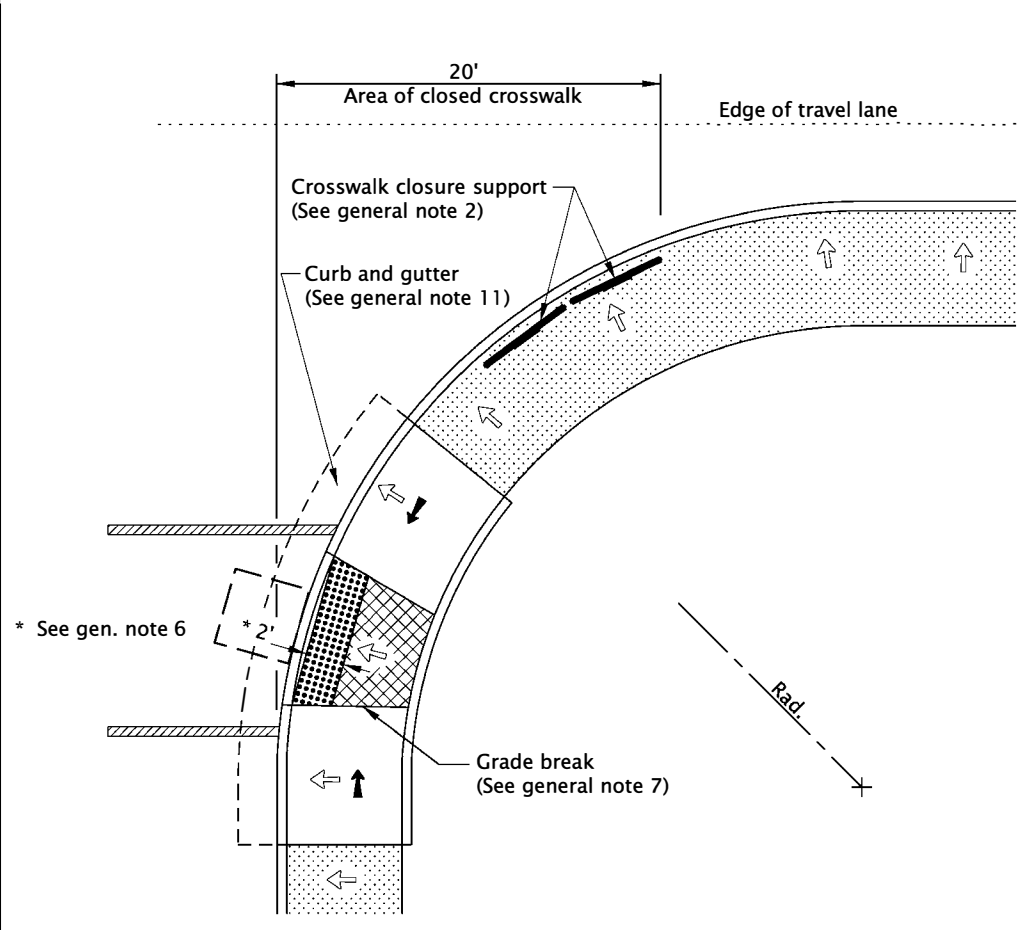 20'
Area of closed crosswalk
Edge of travel lane
Crosswalk closure support
(See general note 2)
Curb and gutter
(See general note 11)
* See gen. note 6
* 2'
Rad.
Grade break
(See general note 7)